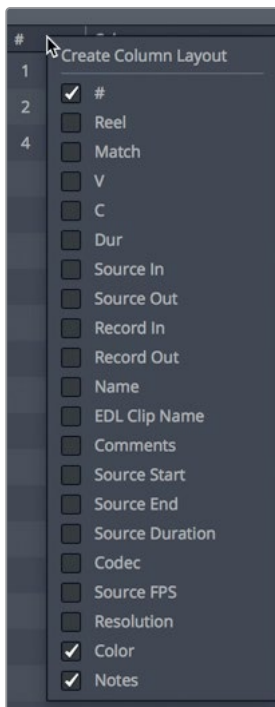 #
Create Column Layout
1
#
Reel
2
Match
4
V
C
Dur
Source In
Source Out
Record In
Record Out
Name
EDL Clip Name
Comments
Source Start
Source End
Source Duration
Codec
Source FPS
Resolution
Color
Notes